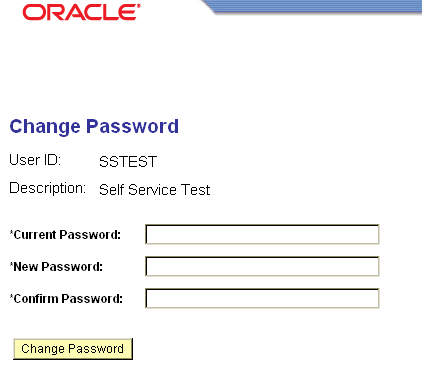 ORACLE®
Change Password
User ID: SSTEST
Description: Self Service Test
*Current Password:
*New Password:
*Confirm Password:
Change Password